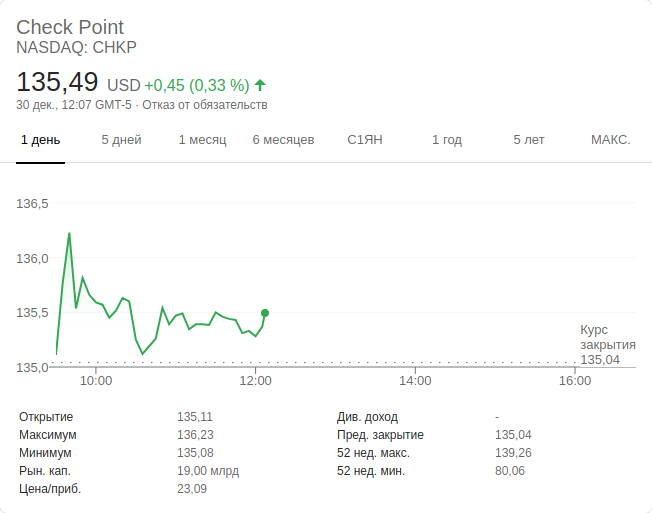 Check Point
NASDAQ: CHKP
135,49 USD +0,45 (0,33 %)
30 дек., 12:07 GMT-5 · Отказ от обязательств
1 день 5 дней 1 месяц 6 месяцев С1ЯН 1 год 5 лет МАКС.
136,5
136,0
135,5
135,0
Курс
закрытия
135,04
10:00 12:00 14:00 16:00
Открытие 135,11 Див. доход -
Максимум 136,23 Пред. закрытие 135,04
Минимум 135,08 52 нед. макс. 139,26
Рын. кап. 19,00 млрд 52 нед. мин. 80,06
Цена/приб. 23,09